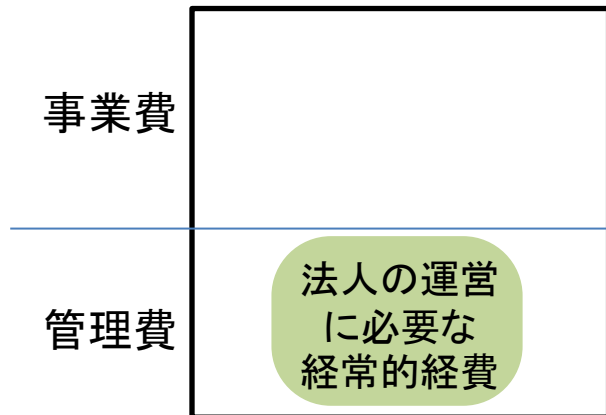 事業費
管理費
法人の運営
に必要な
経常的経費